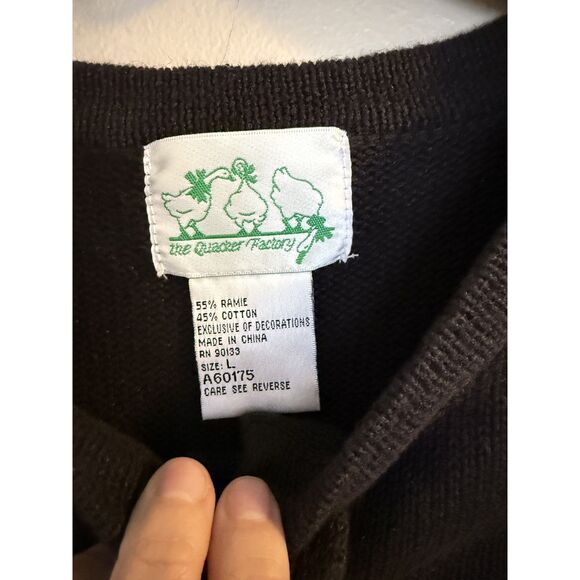 the Quacker Factory
55% RAMIE
45% COTTON
EXCLUSIVE OF DECORATIONS
MADE IN CHINA
RN 90133
SIZE: L
A60175
CARE SEE REVERSE